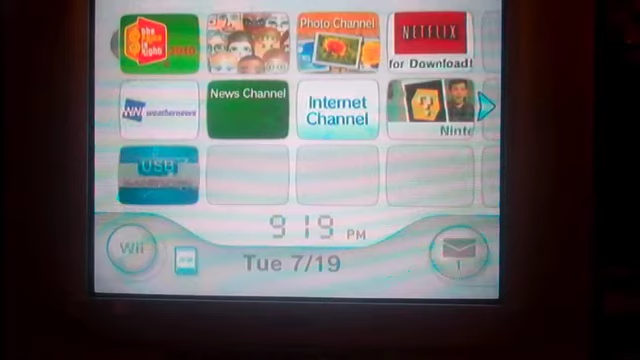 the
Price
is
Right
Photo Channel
NETFLIX
for Download!
WN weathernews
News Channel
Internet
Channel
?
Ninte
USB
9 19 PM
Wii
Tue 7/19
1